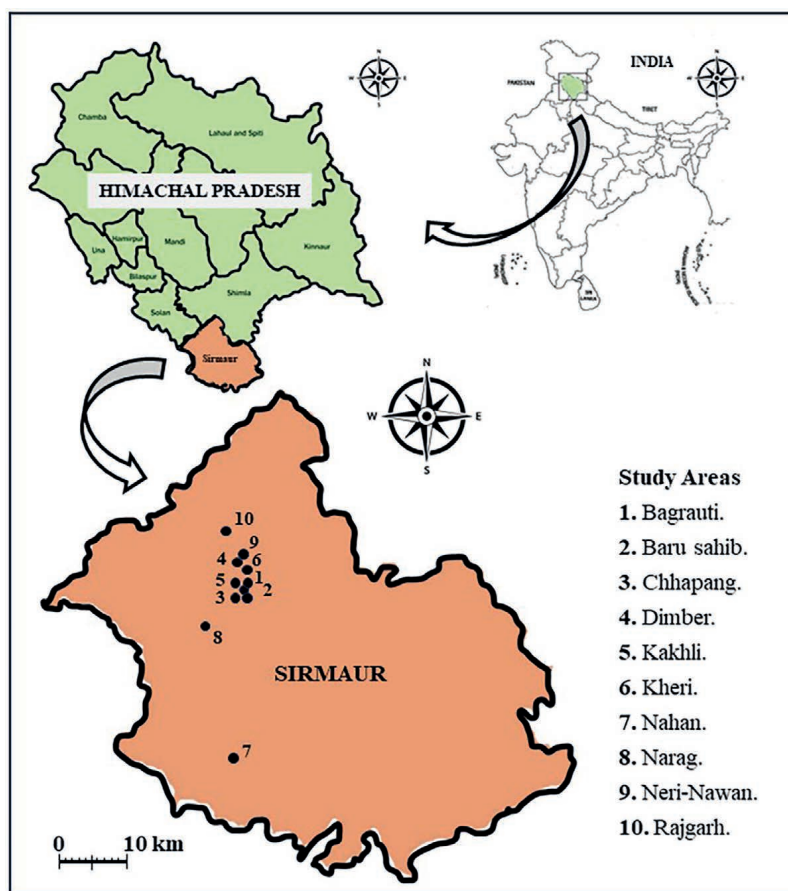 N
W
E
S
INDIA
N
W
E
S
PAKISTAN
TIBET
Chamba
Lahaul and Spiti
HIMACHAL PRADESH
Hamirpur
Una
Mandi
Kinnaur
Bilaspur
Shimla
Solan
SRI
LANKA
Sirmaur
N
W
E
S
Study Areas
1. Bagrauti.
2. Baru sahib.
3. Chhapang.
4. Dimber.
5. Kakhli.
6. Kheri.
7. Nahan.
8. Narag.
9. Neri-Nawan.
10. Rajgarh.
10
9
4
6
5
1
2
3
8
SIRMAUR
7
0
10 km